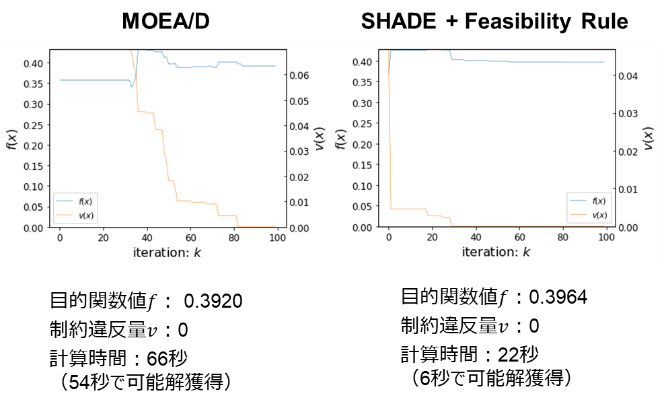 MOEA/D
SHADE + Feasibility Rule
0.40
0.35
0.30
0.25
0.20
0.15
0.10
0.05
0.00
f(x)
0.06
0.05
0.04
0.03
0.02
0.01
0.00
v(x)
f(x)
v(x)
0 20 40 60 80 100
iteration: k
0.40
0.35
0.30
0.25
0.20
0.15
0.10
0.05
0.00
f(x)
0.04
0.03
0.02
0.01
0.00
v(x)
f(x)
v(x)
0 20 40 60 80 100
iteration: k
目的関数値f： 0.3920
制約違反量v：0
計算時間：66秒
（54秒で可能解獲得）
目的関数値f：0.3964
制約違反量v：0
計算時間：22秒
（6秒で可能解獲得）